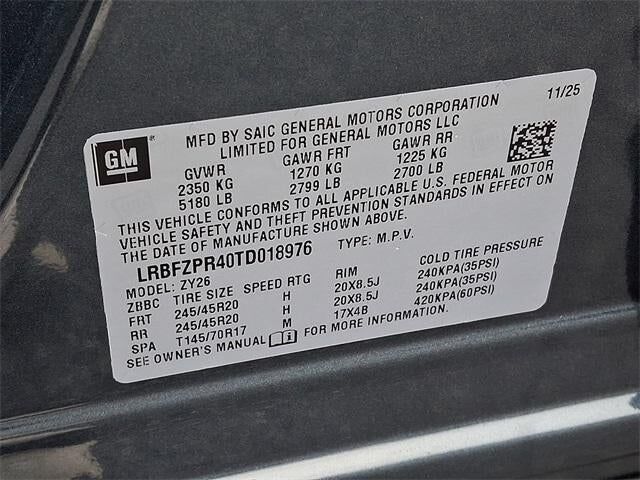 GM ®
11/25
MFD BY SAIC GENERAL MOTORS CORPORATION
LIMITED FOR GENERAL MOTORS LLC
GVWR GAWR FRT GAWR RR
2350 KG 1270 KG 1225 KG
5180 LB 2799 LB 2700 LB
THIS VEHICLE CONFORMS TO ALL APPLICABLE U.S. FEDERAL MOTOR
VEHICLE SAFETY AND THEFT PREVENTION STANDARDS IN EFFECT ON
THE DATE OF MANUFACTURE SHOWN ABOVE.
LRBFZPR40TD018976 TYPE: M.P.V.
MODEL: ZY26
ZBBC TIRE SIZE SPEED RTG RIM COLD TIRE PRESSURE
FRT 245/45R20 H 20X8.5J 240KPA(35PSI)
RR 245/45R20 H 20X8.5J 240KPA(35PSI)
SPA T145/70R17 M 17X4B 420KPA(60PSI)
SEE OWNER'S MANUAL FOR MORE INFORMATION.